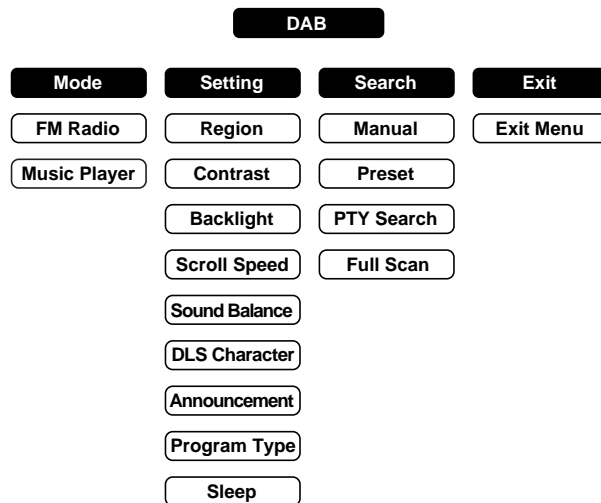 DAB
Mode
Setting
Search
Exit
FM Radio
Region
Manual
Exit Menu
Music Player
Contrast
Preset
Backlight
PTY Search
Scroll Speed
Full Scan
Sound Balance
DLS Character
Announcement
Program Type
Sleep